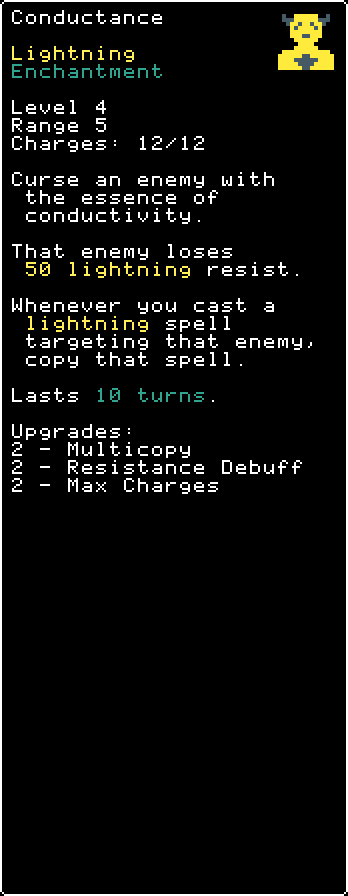 Conductance
Lightning
Enchantment
Level 4
Range 5
Charges: 12/12
Curse an enemy with
the essence of
conductivity.
That enemy loses
50 lightning resist.
Whenever you cast a
lightning spell
targeting that enemy,
copy that spell.
Lasts 10 turns.
Upgrades:
2 - Multicopy
2 - Resistance Debuff
2 - Max Charges